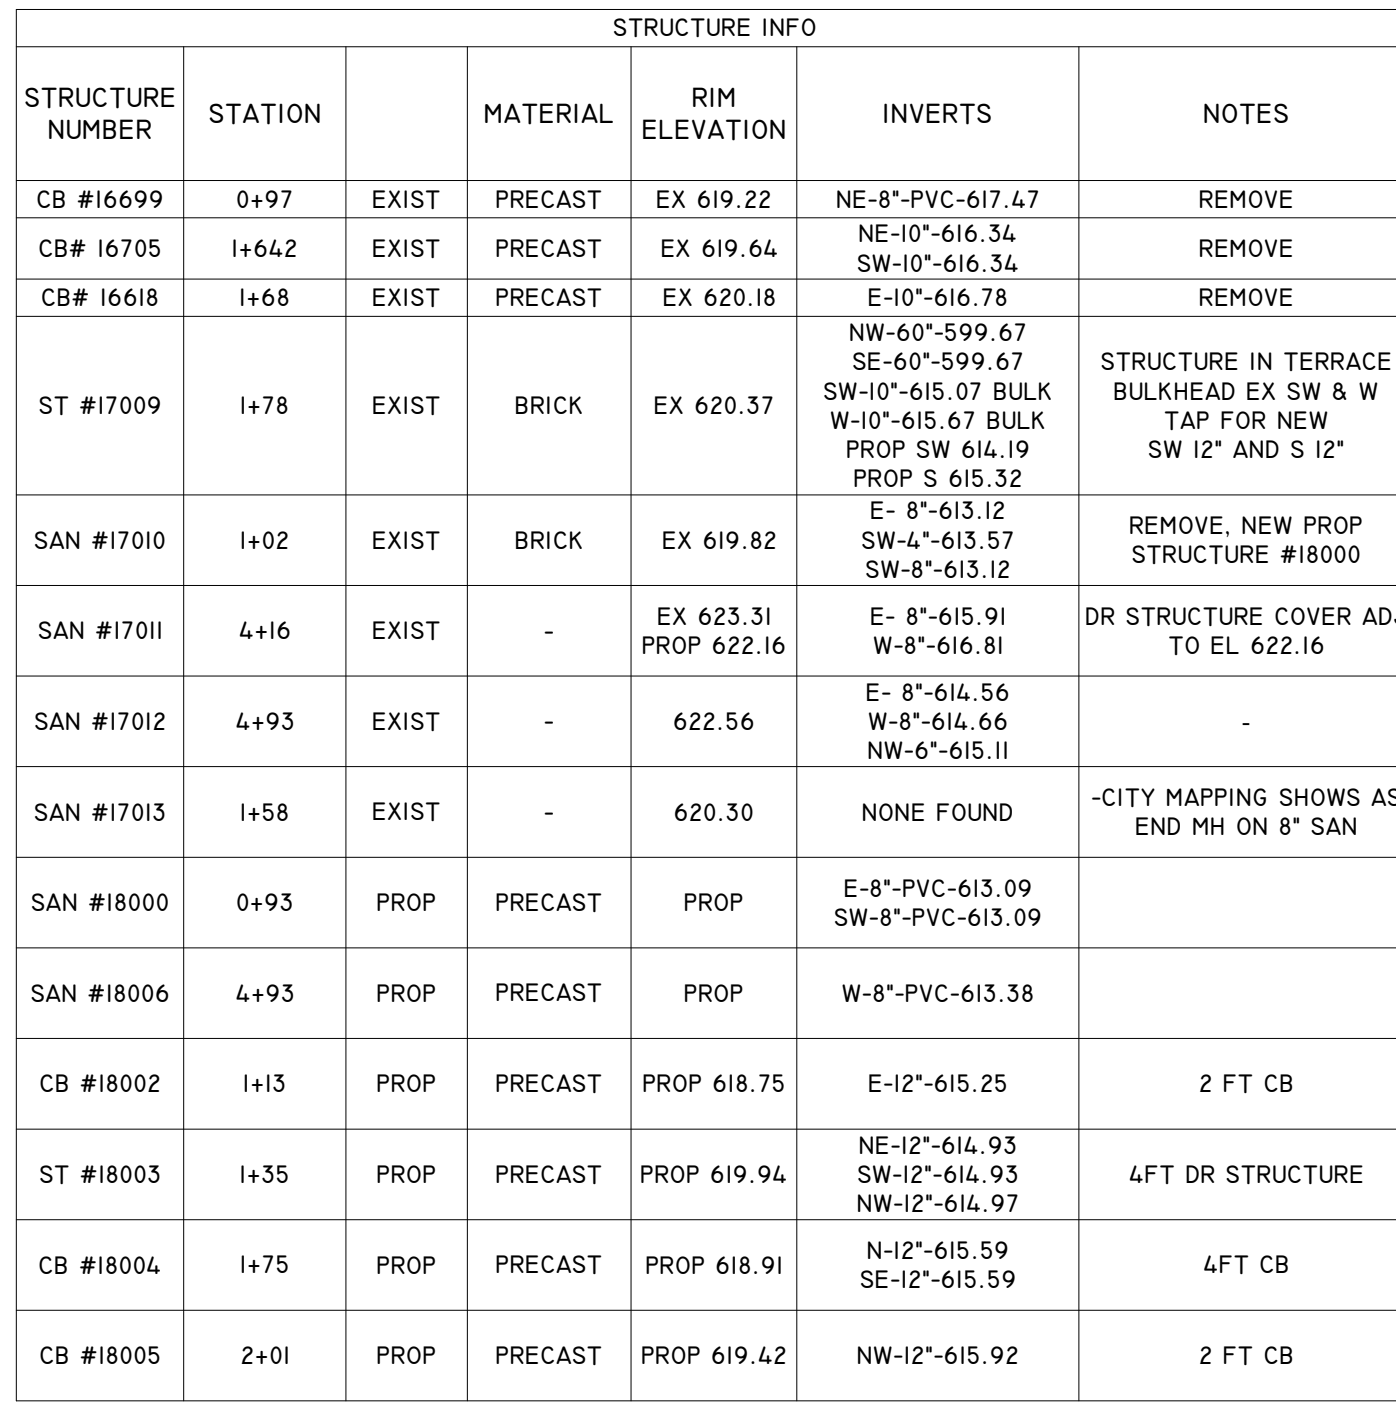 STRUCTURE INFO
STRUCTURE NUMBER | STATION | | MATERIAL | RIM ELEVATION | INVERTS | NOTES
CB #16699 | 0+97 | EXIST | PRECAST | EX 619.22 | NE-8"-PVC-617.47 | REMOVE
CB# 16705 | 1+642 | EXIST | PRECAST | EX 619.64 | NE-10"-616.34
SW-10"-616.34 | REMOVE
CB# 16618 | 1+68 | EXIST | PRECAST | EX 620.18 | E-10"-616.78 | REMOVE
ST #17009 | 1+78 | EXIST | BRICK | EX 620.37 | NW-60"-599.67
SE-60"-599.67
SW-10"-615.07 BULK
W-10"-615.67 BULK
PROP SW 614.19
PROP S 615.32 | STRUCTURE IN TERRACE
BULKHEAD EX SW & W
TAP FOR NEW
SW 12" AND S 12"
SAN #17010 | 1+02 | EXIST | BRICK | EX 619.82 | E- 8"-613.12
SW-4"-613.57
SW-8"-613.12 | REMOVE, NEW PROP
STRUCTURE #18000
SAN #17011 | 4+16 | EXIST | - | EX 623.31
PROP 622.16 | E- 8"-615.91
W-8"-616.81 | DR STRUCTURE COVER ADJ
TO EL 622.16
SAN #17012 | 4+93 | EXIST | - | 622.56 | E- 8"-614.56
W-8"-614.66
NW-6"-615.11 | -
SAN #17013 | 1+58 | EXIST | - | 620.30 | NONE FOUND | -CITY MAPPING SHOWS AS
END MH ON 8" SAN
SAN #18000 | 0+93 | PROP | PRECAST | PROP | E-8"-PVC-613.09
SW-8"-PVC-613.09
SAN #18006 | 4+93 | PROP | PRECAST | PROP | W-8"-PVC-613.38
CB #18002 | 1+13 | PROP | PRECAST | PROP 618.75 | E-12"-615.25 | 2 FT CB
ST #18003 | 1+35 | PROP | PRECAST | PROP 619.94 | NE-12"-614.93
SW-12"-614.93
NW-12"-614.97 | 4FT DR STRUCTURE
CB #18004 | 1+75 | PROP | PRECAST | PROP 618.91 | N-12"-615.59
SE-12"-615.59 | 4FT CB
CB #18005 | 2+01 | PROP | PRECAST | PROP 619.42 | NW-12"-615.92 | 2 FT CB